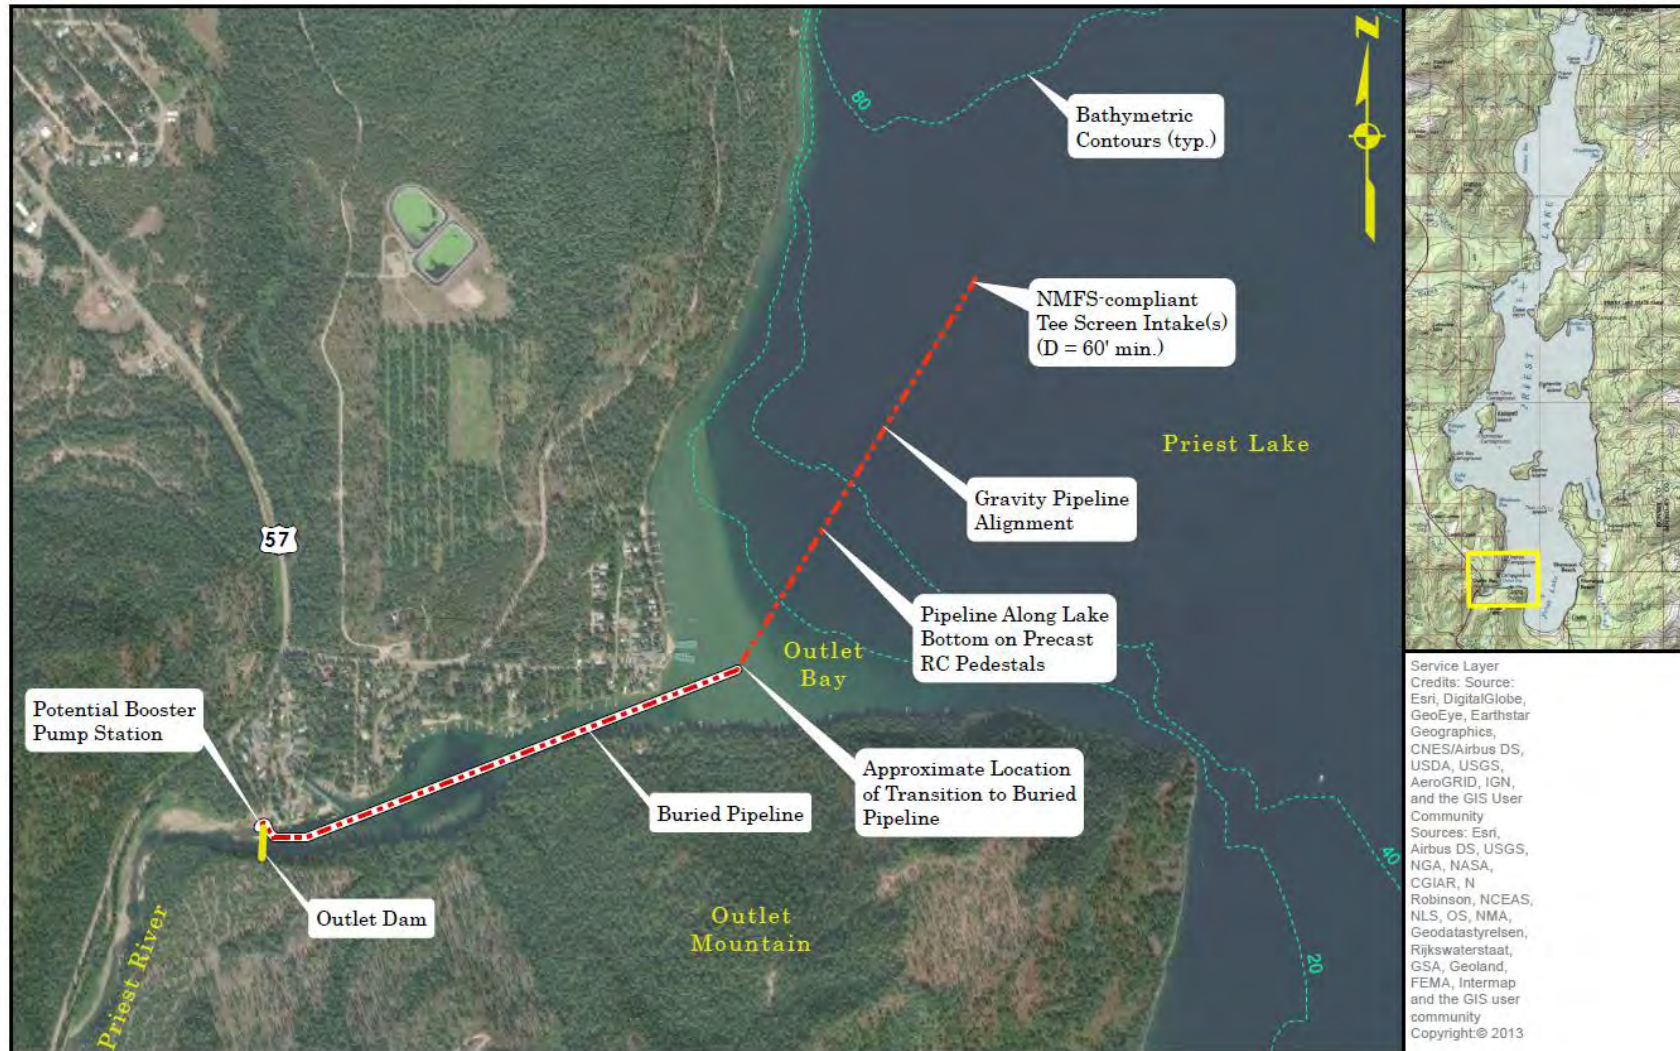 80
Bathymetric
Contours (typ.)
N
NMFS-compliant
Tee Screen Intake(s)
(D = 60' min.)
Priest Lake
Gravity Pipeline
Alignment
57
Pipeline Along Lake
Bottom on Precast
RC Pedestals
Outlet
Bay
Potential Booster
Pump Station
Approximate Location
of Transition to Buried
Pipeline
Buried Pipeline
40
Outlet Dam
Outlet
Mountain
20
Priest River
LAKE
PRIEST
Service Layer
Credits: Source:
Esri, DigitalGlobe,
GeoEye, Earthstar
Geographics,
CNES/Airbus DS,
USDA, USGS,
AeroGRID, IGN,
and the GIS User
Community
Sources: Esri,
Airbus DS, USGS,
NGA, NASA,
CGIAR, N
Robinson, NCEAS,
NLS, OS, NMA,
Geodatastyrelsen,
Rijkswaterstaat,
GSA, Geoland,
FEMA, Intermap
and the GIS user
community
Copyright:© 2013